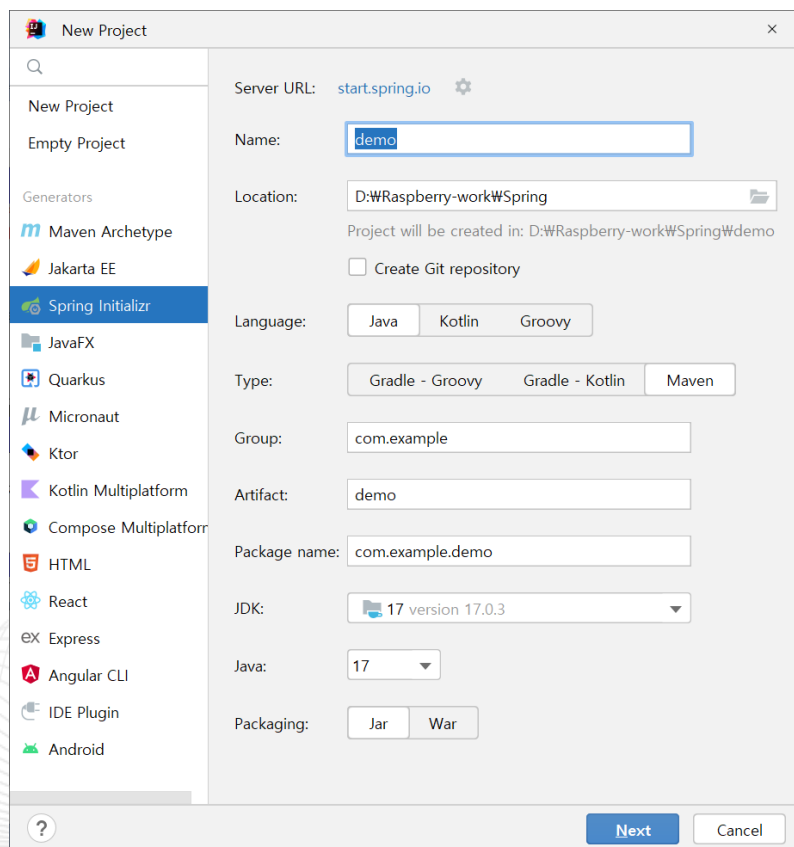 New Project
New Project
Empty Project
Generators
Maven Archetype
Jakarta EE
Spring Initializr
JavaFX
Quarkus
Micronaut
Ktor
Kotlin Multiplatform
Compose Multiplatforr
HTML
React
ex Express
Angular CLI
IDE Plugin
Android
Server URL: start.spring.io
Name: demo
Location: D:₩Raspberry-work₩Spring
Project will be created in: D:₩Raspberry-work₩Spring₩demo
Create Git repository
Language: Java Kotlin Groovy
Type: Gradle - Groovy Gradle - Kotlin Maven
Group: com.example
Artifact: demo
Package name: com.example.demo
JDK: 17 version 17.0.3
Java: 17
Packaging: Jar War
? Next Cancel